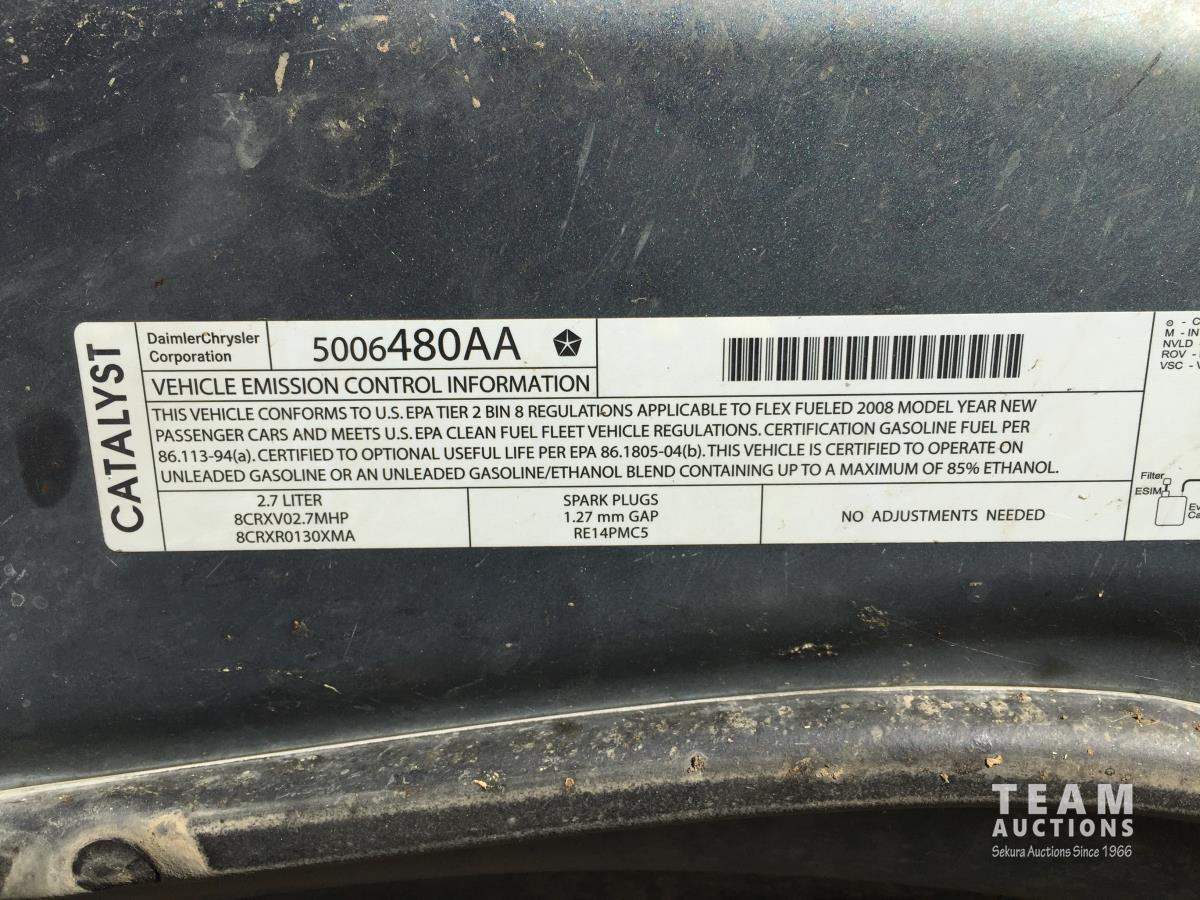 CATALYST
DaimlerChrysler
Corporation
5006480AA
VEHICLE EMISSION CONTROL INFORMATION
THIS VEHICLE CONFORMS TO U.S. EPA TIER 2 BIN 8 REGULATIONS APPLICABLE TO FLEX FUELED 2008 MODEL YEAR NEW
PASSENGER CARS AND MEETS U.S. EPA CLEAN FUEL FLEET VEHICLE REGULATIONS. CERTIFICATION GASOLINE FUEL PER
86.113-94(a). CERTIFIED TO OPTIONAL USEFUL LIFE PER EPA 86.1805-04(b). THIS VEHICLE IS CERTIFIED TO OPERATE ON
UNLEADED GASOLINE OR AN UNLEADED GASOLINE/ETHANOL BLEND CONTAINING UP TO A MAXIMUM OF 85% ETHANOL.
2.7 LITER
8CRXV02.7MHP
8CRXR0130XMA
SPARK PLUGS
1.27 mm GAP
RE14PMC5
NO ADJUSTMENTS NEEDED
M - IN
NVLD -
ROV -
VSC - V
Filter
ESIM
TEAM
AUCTIONS
Sekura Auctions Since 1966